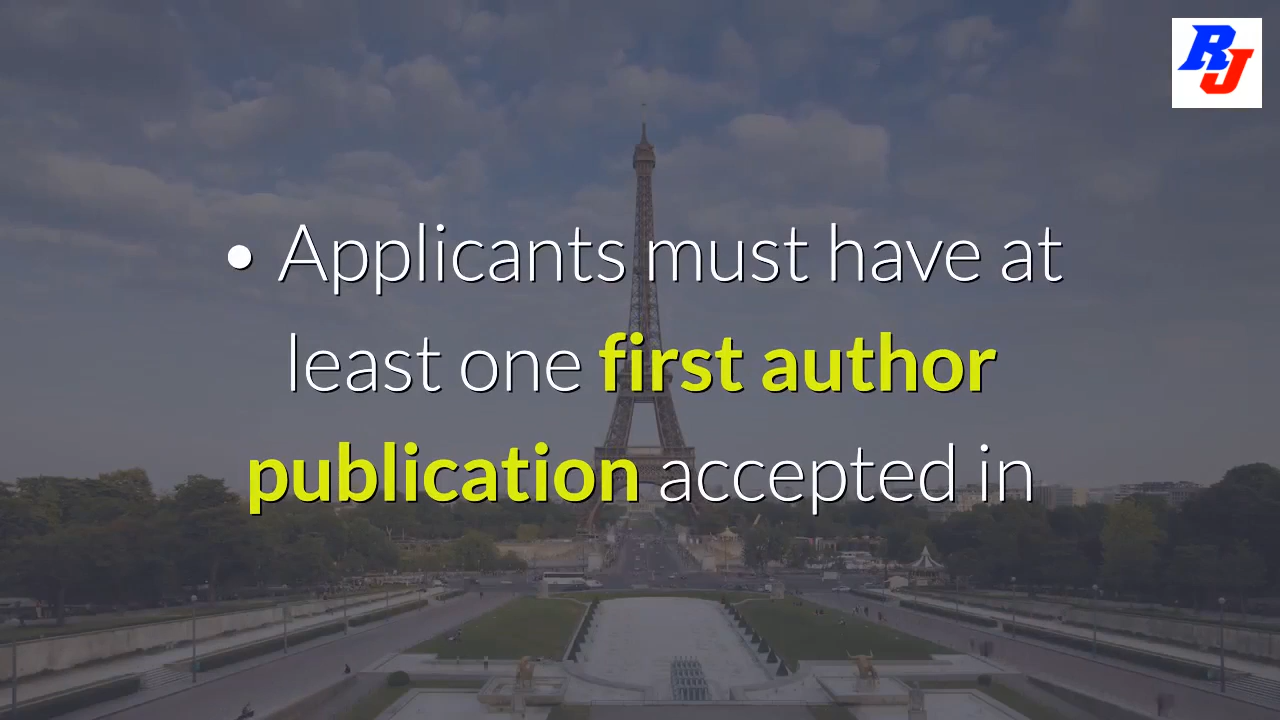 RJ
• Applicants must have at
least one first author
publication accepted in